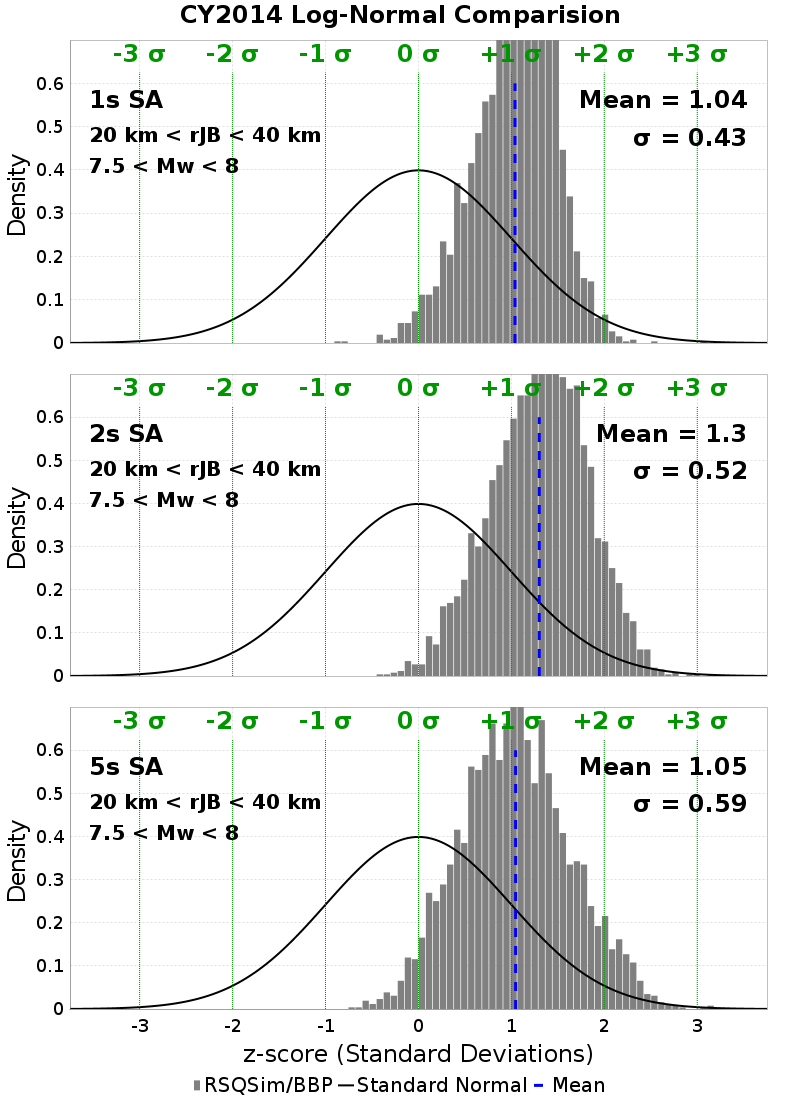 CY2014 Log-Normal Comparision
-3 σ -2 σ -1 σ 0 σ +1 σ +2 σ +3 σ
1s SA Mean = 1.04
20 km < rJB < 40 km σ = 0.43
7.5 < Mw < 8
0.6
0.5
0.4
0.3
0.2
0.1
0
Density
-3 σ -2 σ -1 σ 0 σ +1 σ +2 σ +3 σ
2s SA Mean = 1.3
20 km < rJB < 40 km σ = 0.52
7.5 < Mw < 8
0.6
0.5
0.4
0.3
0.2
0.1
0
Density
-3 σ -2 σ -1 σ 0 σ +1 σ +2 σ +3 σ
5s SA Mean = 1.05
20 km < rJB < 40 km σ = 0.59
7.5 < Mw < 8
0.6
0.5
0.4
0.3
0.2
0.1
0
Density
-3 -2 -1 0 1 2 3
z-score (Standard Deviations)
RSQSim/BBP Standard Normal Mean